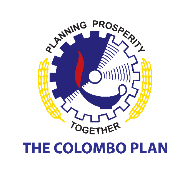 PLANNING PROSPERITY
TOGETHER
THE COLOMBO PLAN